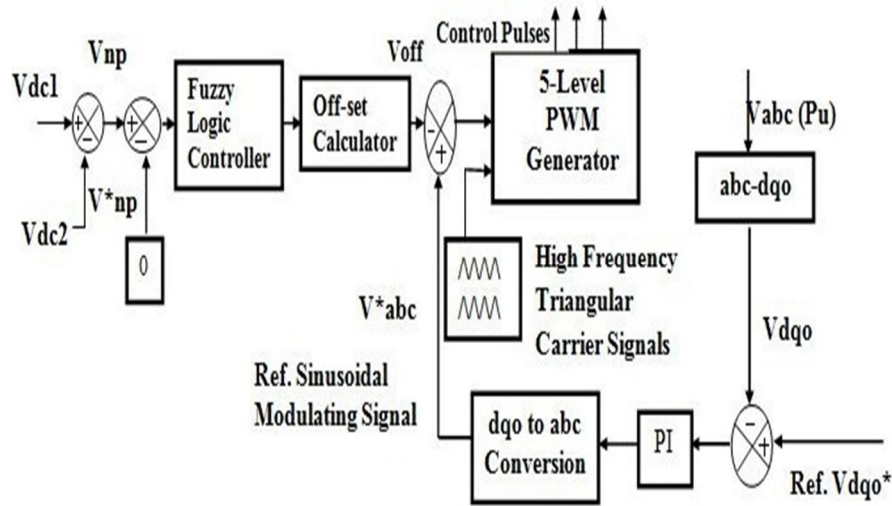 Vnp
Voff
Control Pulses
Vdc1
Fuzzy
Logic
Controller
Off-set
Calculator
5-Level
PWM
Generator
Vabc (Pu)
abc-dqo
V*np
Vdc2
0
V*abc
High Frequency
Triangular
Carrier Signals
Vdqo
Ref. Sinusoidal
Modulating Signal
dqo to abc
Conversion
PI
Ref. Vdqo*
+
-
+
-
-
+
-
+